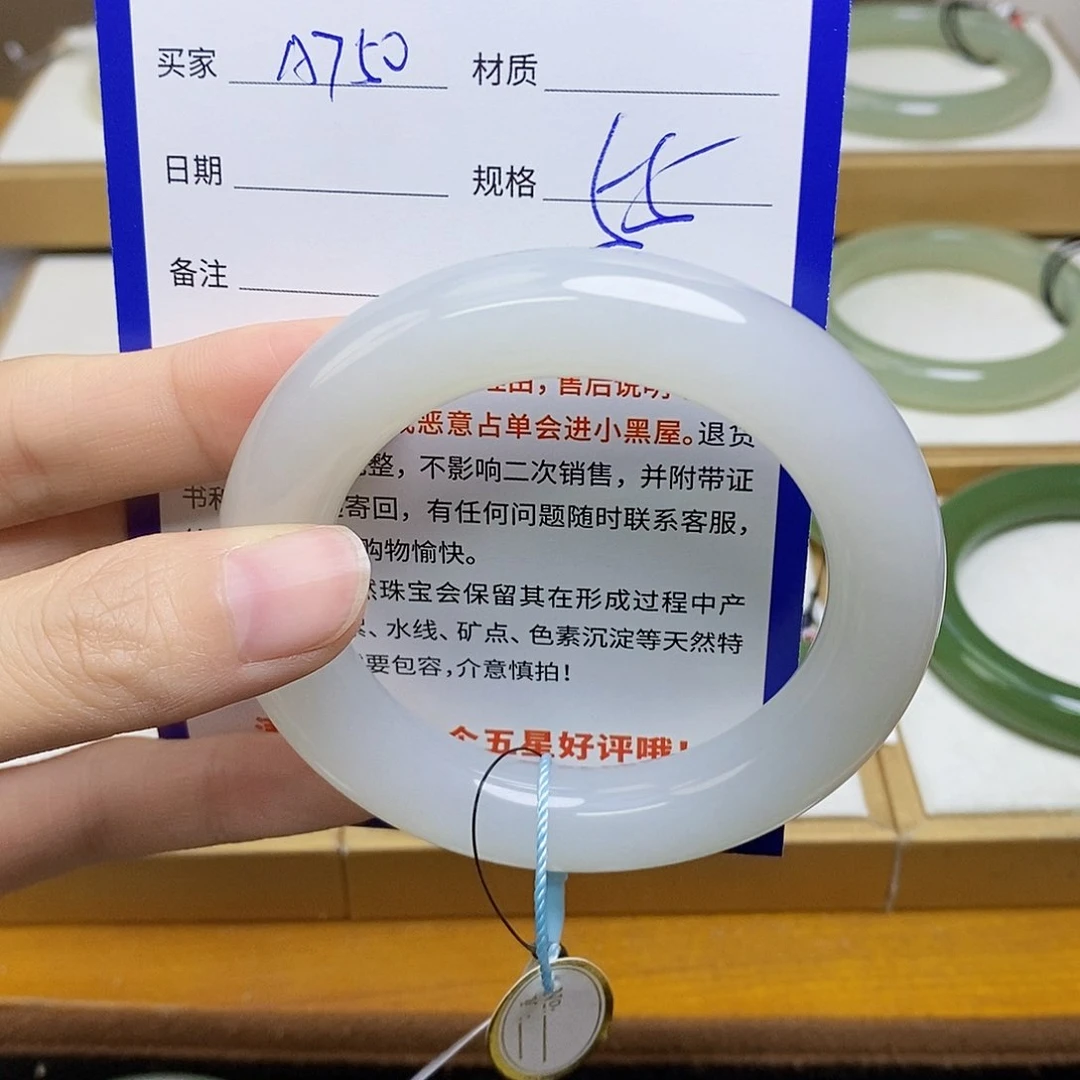 买家 A750 材质
日期 规格 55
备注
售后说明
恶意占单会进小黑屋。退货
整，不影响二次销售，并附带证
书 寄回，有任何问题随时联系客服，
购物愉快。
珠宝会保留其在形成过程中产
、水线、矿点、色素沉淀等天然特
要包容，介意慎拍！
个五星好评哦！
No.